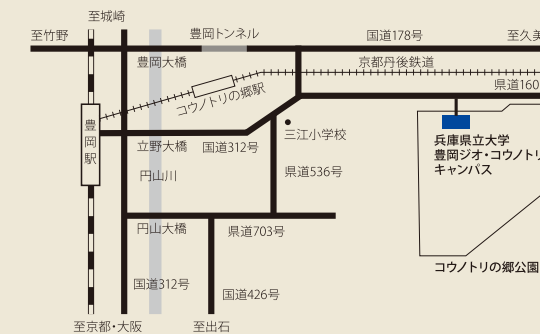 至城崎
至竹野
豊岡トンネル
国道178号
至久美
豊岡大橋
京都丹後鉄道
県道160
コウノトリの郷駅
豊岡駅
三江小学校
兵庫県立大学
豊岡ジオ・コウノトリ
キャンパス
立野大橋
国道312号
円山川
県道536号
円山大橋
県道703号
コウノトリの郷公園
国道312号
国道426号
至京都・大阪
至出石